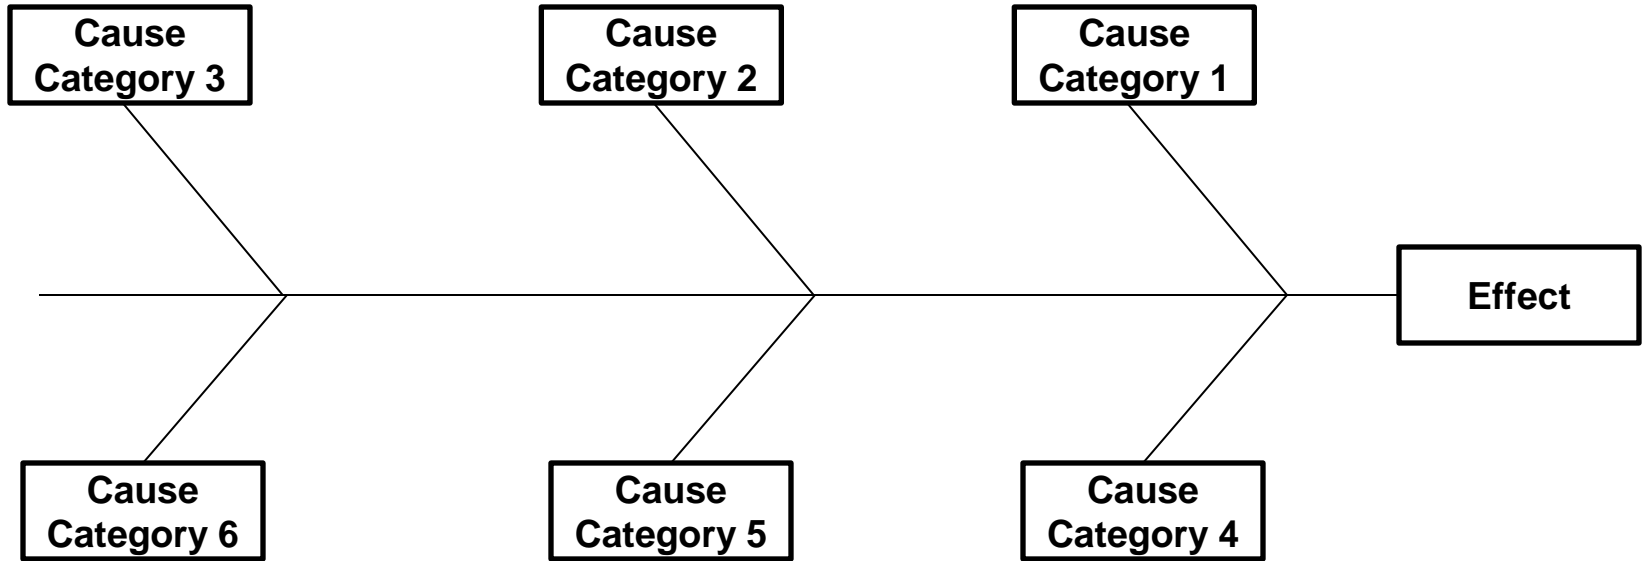 Cause
Category 3
Cause
Category 2
Cause
Category 1
Effect
Cause
Category 6
Cause
Category 5
Cause
Category 4